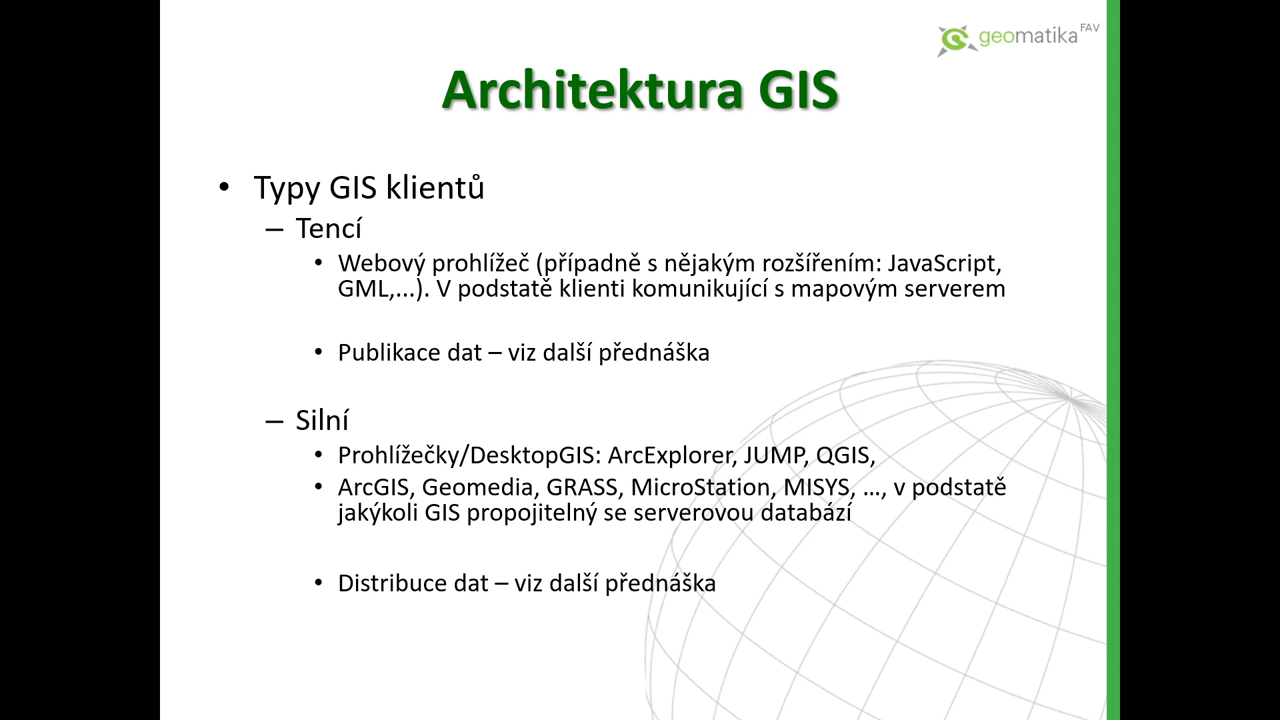 geomatika FAV
Architektura GIS
• Typy GIS klientů
– Tencí
• Webový prohlížeč (případně s nějakým rozšířením: JavaScript,
GML,...). V podstatě klienti komunikující s mapovým serverem
• Publikace dat – viz další přednáška
– Silní
• Prohlížečky/DesktopGIS: ArcExplorer, JUMP, QGIS,
• ArcGIS, Geomedia, GRASS, MicroStation, MISYS, …, v podstatě
jakýkoli GIS propojitelný se serverovou databází
• Distribuce dat – viz další přednáška